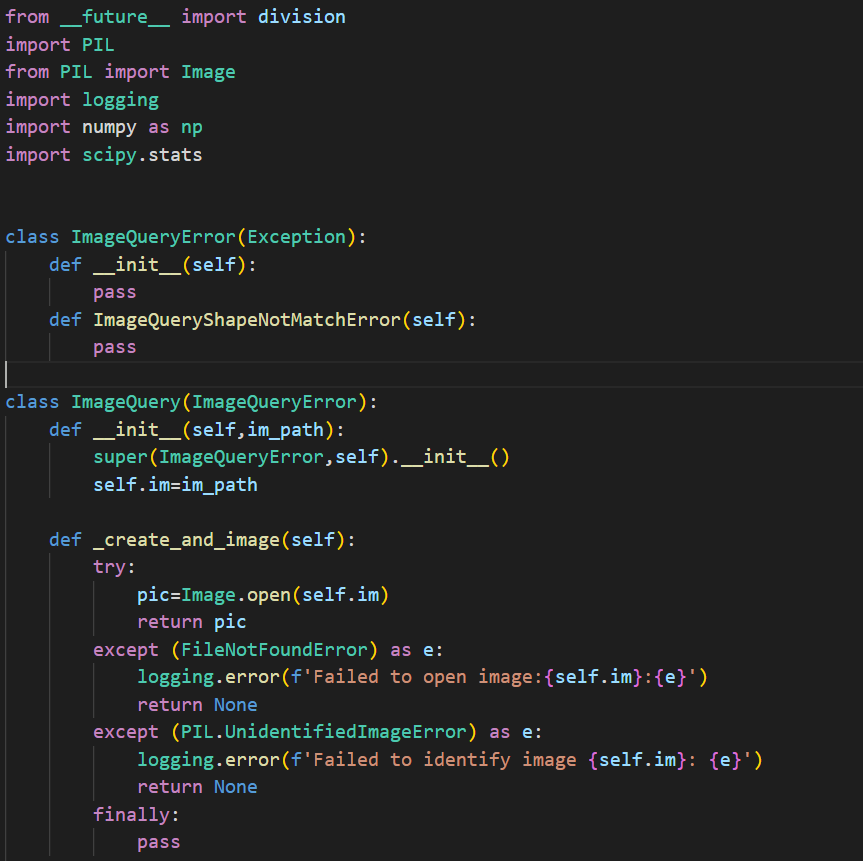 from __future__ import division
import PIL
from PIL import Image
import logging
import numpy as np
import scipy.stats
class ImageQueryError(Exception):
    def __init__(self):
        pass
    def ImageQueryShapeNotMatchError(self):
        pass
class ImageQuery(ImageQueryError):
    def __init__(self,im_path):
        super(ImageQueryError,self).__init__()
        self.im=im_path
    def _create_and_image(self):
        try:
            pic=Image.open(self.im)
            return pic
        except (FileNotFoundError) as e:
            logging.error(f'Failed to open image:{self.im}:{e}')
            return None
        except (PIL.UnidentifiedImageError) as e:
            logging.error(f'Failed to identify image {self.im}: {e}')
            return None
        finally:
            pass